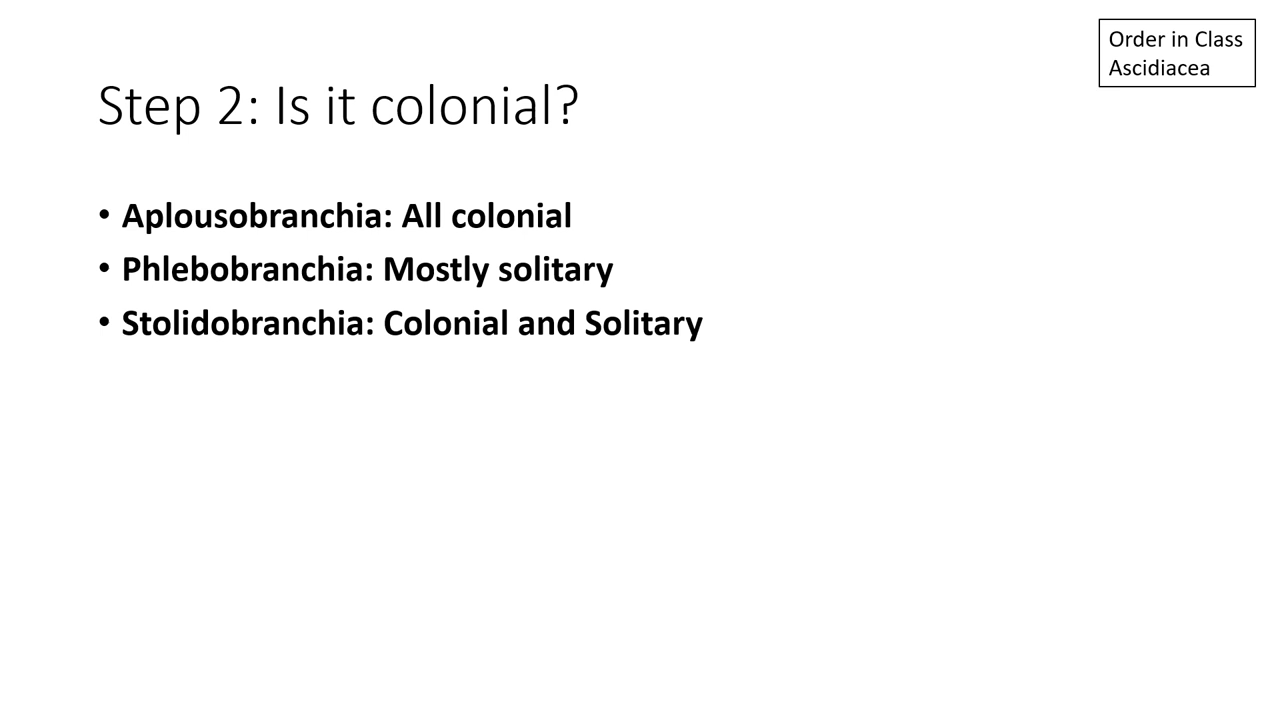 Order in Class
Ascidiacea
Step 2: Is it colonial?
• Aplousobranchia: All colonial
• Phlebobranchia: Mostly solitary
• Stolidobranchia: Colonial and Solitary